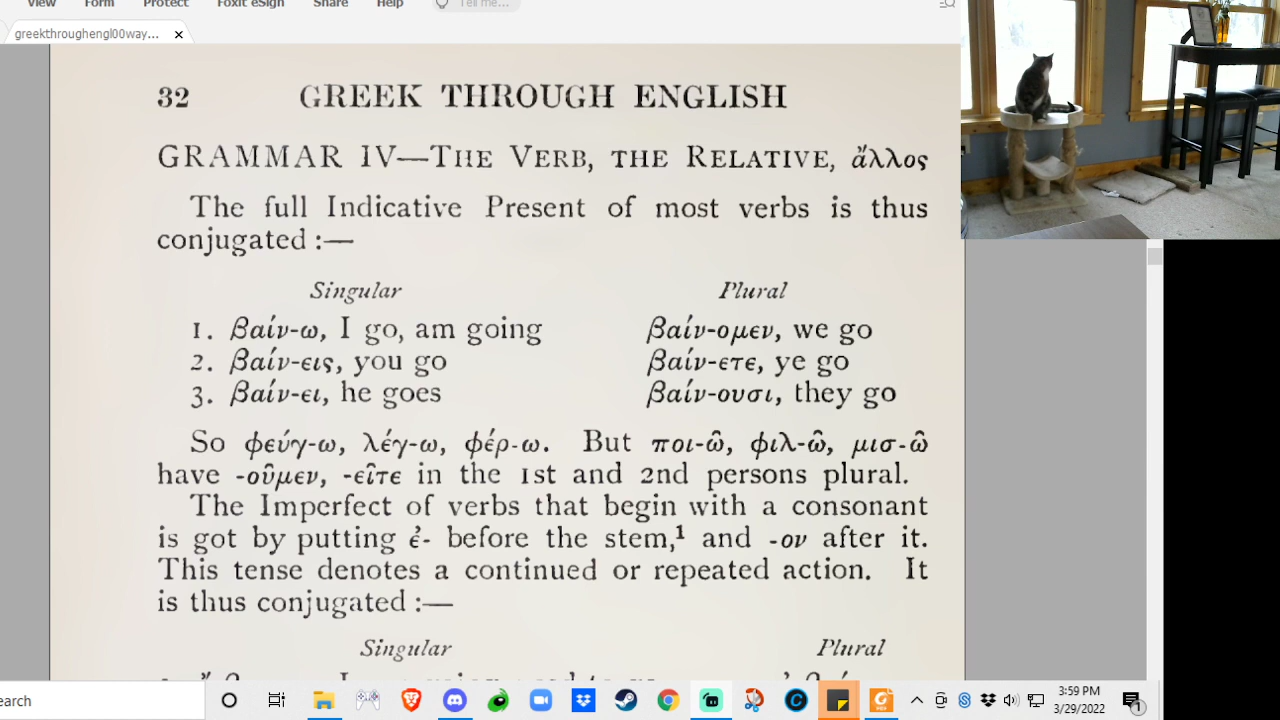 View Form Protect Foxit eSign Share Help Tell me...
greekthroughengl00way...
32 GREEK THROUGH ENGLISH
GRAMMAR IV—THE VERB, THE RELATIVE, ἄλλος
The full Indicative Present of most verbs is thus
conjugated :—
Singular Plural
1. βαίν-ω, I go, am going βαίν-ομεν, we go
2. βαίν-εις, you go βαίν-ετε, ye go
3. βαίν-ει, he goes βαίν-ουσι, they go
So φεύγ-ω, λέγ-ω, φέρ-ω. But ποι-ῶ, φιλ-ῶ, μισ-ῶ
have -οῦμεν, -εῖτε in the 1st and 2nd persons plural.
The Imperfect of verbs that begin with a consonant
is got by putting ἐ- before the stem,¹ and -ον after it.
This tense denotes a continued or repeated action. It
is thus conjugated :—
Singular Plural
earch
3:59 PM
3/29/2022
1